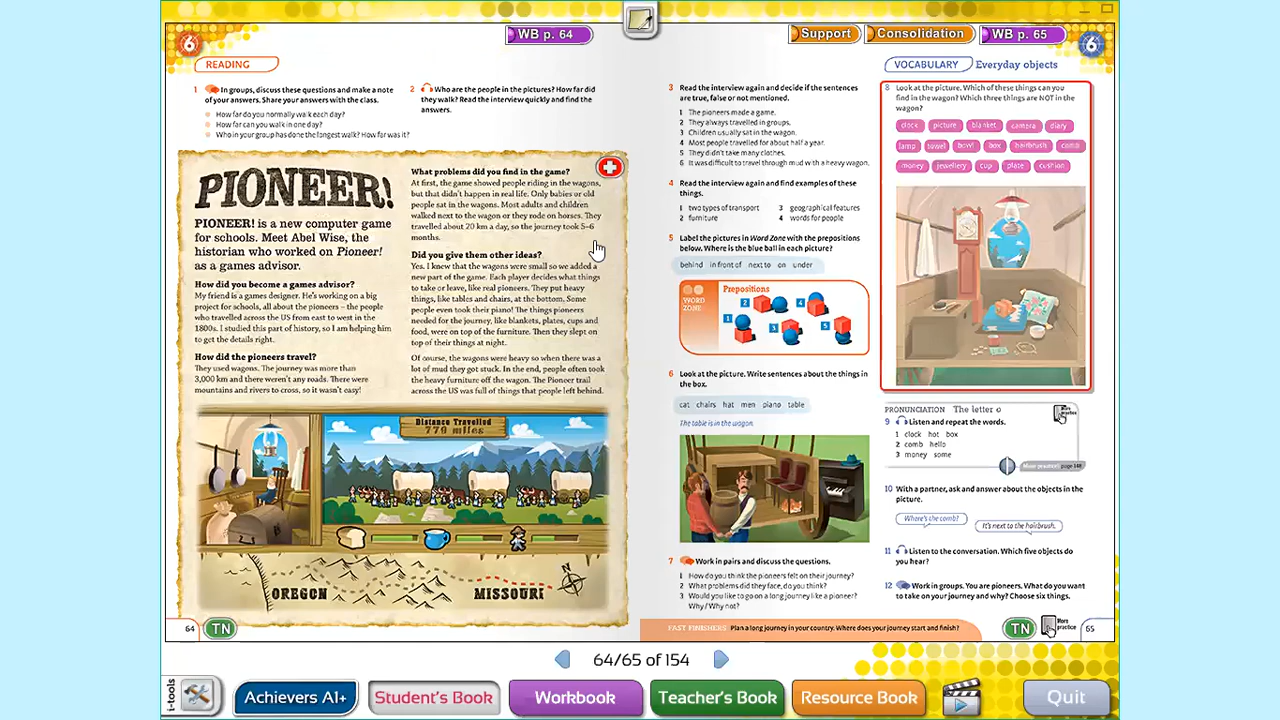 WB p. 64
Support
Consolidation
WB p. 65
6
READING
1 In groups, discuss these questions and make a note
of your answers. Share your answers with the class.
How far do you normally walk each day?
How far can you walk in one day?
Who in your group has done the longest walk? How far was it?
2 Who are the people in the pictures? How far did
they walk? Read the interview quickly and find the
answers.
PIONEER!
PIONEER! is a new computer game
for schools. Meet Abel Wise, the
historian who worked on Pioneer!
as a games advisor.
How did you become a games advisor?
My friend is a games designer. He's working on a big
project for schools, all about the pioneers – the people
who travelled across the US from east to west in the
1800s. I studied this part of history, so I am helping him
to get the details right.
How did the pioneers travel?
They used wagons. The journey was more than
3,000 km and there weren't any roads. There were
mountains and rivers to cross, so it wasn't easy!
What problems did you find in the game?
At first, the game showed people riding in the wagons,
but that didn't happen in real life. Only babies or old
people sat in the wagons. Most adults and children
walked next to the wagon or they rode on horses. They
travelled about 20 km a day, so the journey took 5–6
months.
Did you give them other ideas?
Yes. I knew that the wagons were small so we added a
new part of the game. Each player decides what things
to take or leave, like real pioneers. They put heavy
things, like tables and chairs, at the bottom. Some
people even took their piano! The things pioneers
needed for the journey, like blankets, plates, cups and
food, were on top of the furniture. Then they slept on
top of their things at night.
Of course, the wagons were heavy so when there was a
lot of mud they got stuck. In the end, people often took
the heavy furniture off the wagon. The Pioneer trail
across the US was full of things that people left behind.
Distance Travelled
779 miles
OREGON
MISSOURI
N
64
TN
3 Read the interview again and decide if the sentences
are true, false or not mentioned.
1 The pioneers made a game.
2 They always travelled in groups.
3 Children usually sat in the wagon.
4 Most people travelled for about half a year.
5 They didn't take many clothes.
6 It was difficult to travel through mud with a heavy wagon.
4 Read the interview again and find examples of these
things.
1 two types of transport 3 geographical features
2 furniture 4 words for people
5 Label the pictures in Word Zone with the prepositions
below. Where is the blue ball in each picture?
behind in front of next to on under
WORD
ZONE
Prepositions
2 4
1 3 5
6 Look at the picture. Write sentences about the things in
the box.
cat chairs hat men piano table
The table is in the wagon.
7 Work in pairs and discuss the questions.
1 How do you think the pioneers felt on their journey?
2 What problems did they face, do you think?
3 Would you like to go on a long journey like a pioneer?
Why / Why not?
FAST FINISHERS Plan a long journey in your country. Where does your journey start and finish?
VOCABULARY Everyday objects
6
8 Look at the picture. Which of these things can you
find in the wagon? Which three things are NOT in the
wagon?
clock picture blanket camera diary
lamp towel bowl box hairbrush comb
money jewellery cup plate cushion
PRONUNCIATION The letter o
More practice
9 Listen and repeat the words.
1 clock hot box
2 comb hello
3 money some
More practice: page 148
10 With a partner, ask and answer about the objects in the
picture.
Where's the comb?
It's next to the hairbrush.
11 Listen to the conversation. Which five objects do
you hear?
12 Work in groups. You are pioneers. What do you want
to take on your journey and why? Choose six things.
TN
More practice
65
64/65 of 154
i-tools
Achievers A1+
Student's Book
Workbook
Teacher's Book
Resource Book
Quit